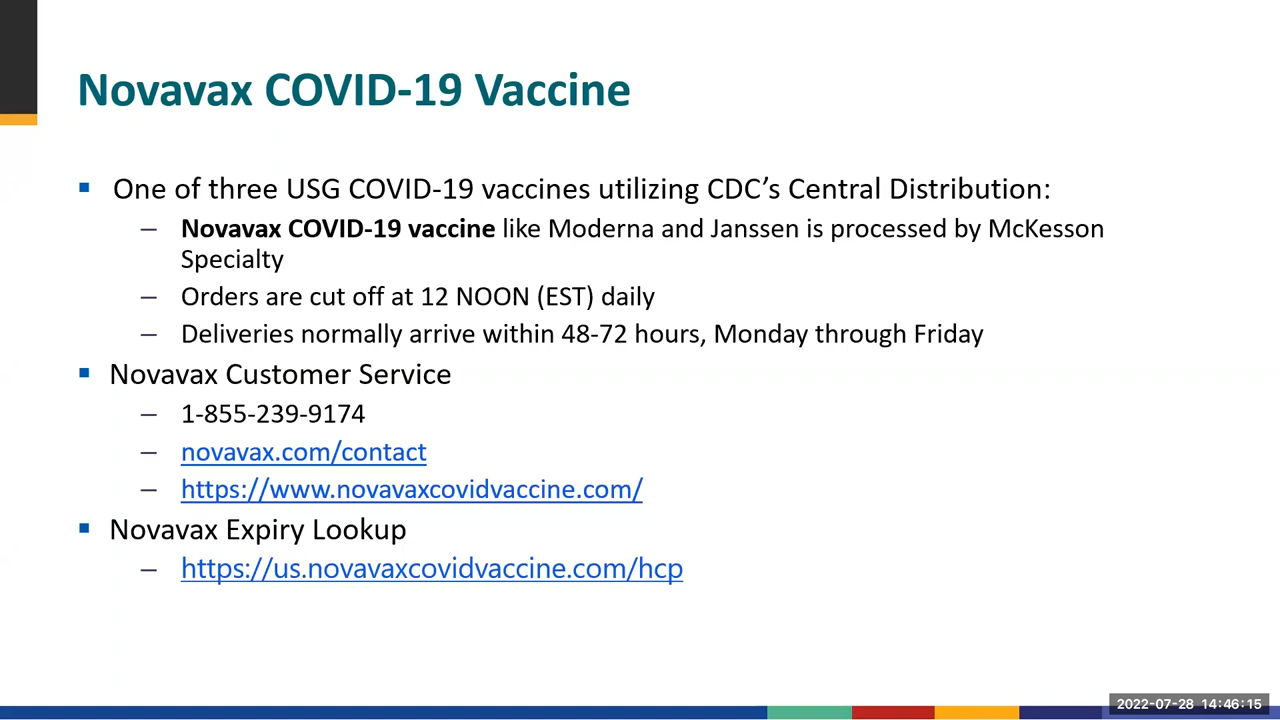 Novavax COVID-19 Vaccine
▪ One of three USG COVID-19 vaccines utilizing CDC’s Central Distribution:
– Novavax COVID-19 vaccine like Moderna and Janssen is processed by McKesson
Specialty
– Orders are cut off at 12 NOON (EST) daily
– Deliveries normally arrive within 48-72 hours, Monday through Friday
▪ Novavax Customer Service
– 1-855-239-9174
– novavax.com/contact
– https://www.novavaxcovidvaccine.com/
▪ Novavax Expiry Lookup
– https://us.novavaxcovidvaccine.com/hcp
2022-07-28 14:46:15